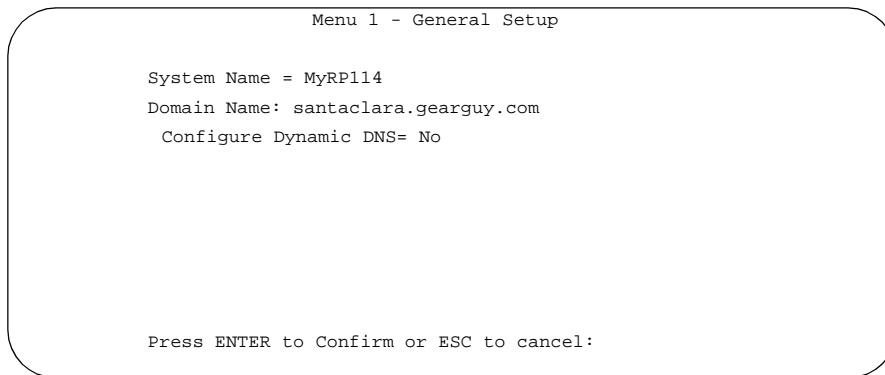 Menu 1 - General Setup
System Name = MyRP114
Domain Name: santaclara.gearguy.com
Configure Dynamic DNS= No
Press ENTER to Confirm or ESC to cancel: